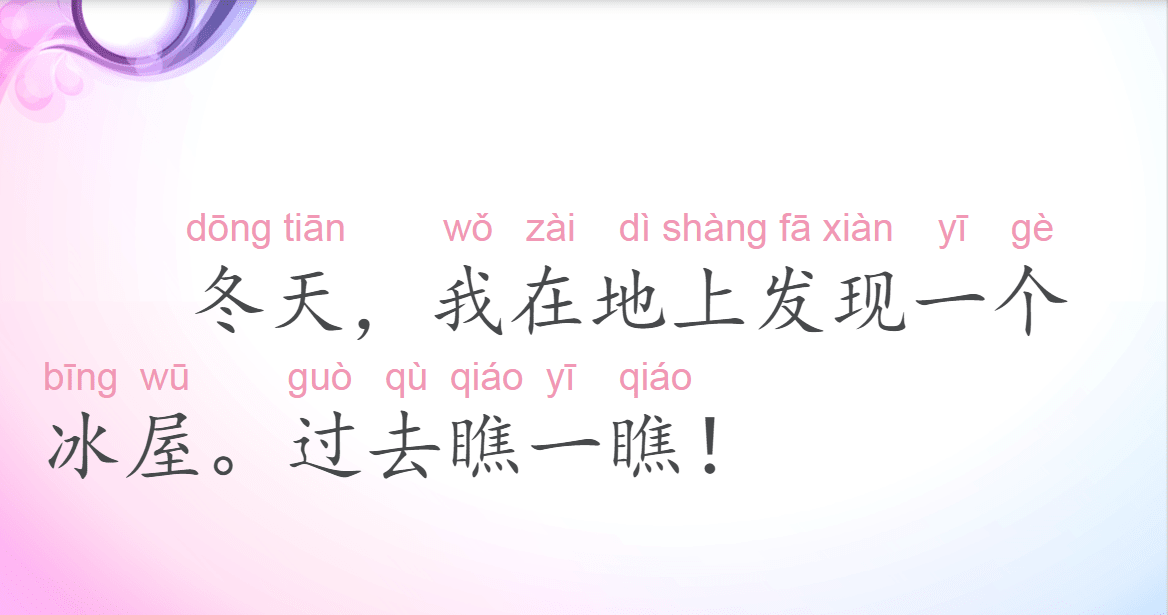 dōng tiān wǒ zài dì shàng fā xiàn yī gè
冬天，我在地上发现一个
bīng wū guò qù qiáo yī qiáo
冰屋。过去瞧一瞧！